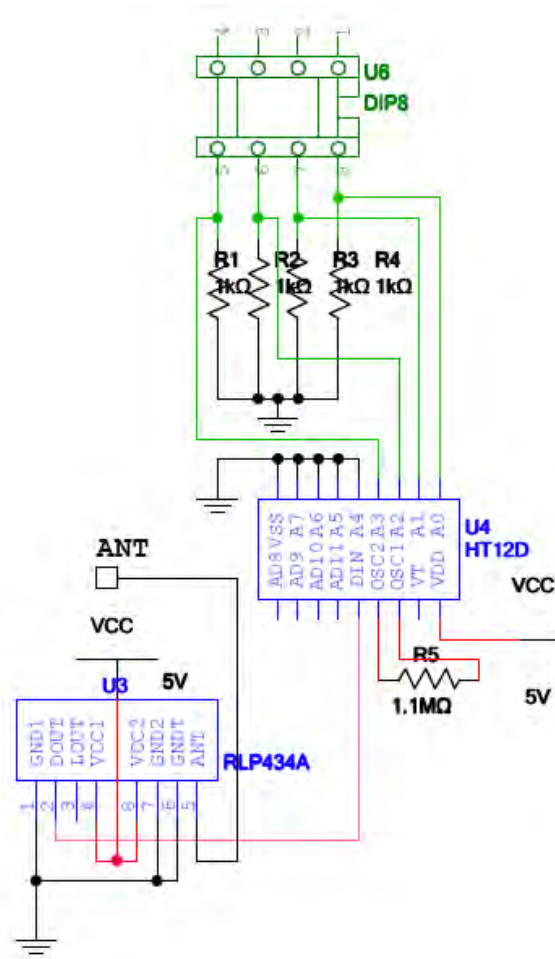 4 3 2 1
U6
DIP8
5 6 7 8
R1 R2 R3 R4
1kΩ 1kΩ 1kΩ 1kΩ
VSS A7 A6 A5 A4 A3 A2 A1 A0
AD8 AD9 AD10 AD11 DIN OSC2 OSC1 VT VDD
U4
HT12D
ANT
VCC
VCC
R5
1.1MΩ
5V
U3
5V
GND1 DOUT LOUT VCC1 VCC2 GND2 GNDT ANT
RLP434A
1 2 3 4 8 7 6 5